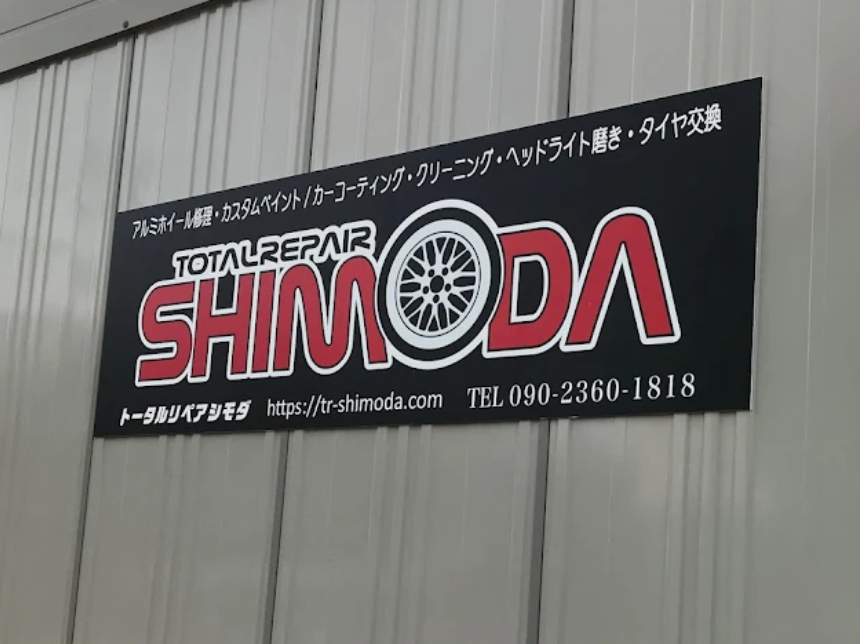 アルミホイール修理・カスタムペイント/カーコーティング・クリーニング・ヘッドライト磨き・タイヤ交換
TOTALREPAIR
SHIMODA
トータルリペアシモダ https://tr-shimoda.com TEL 090-2360-1818